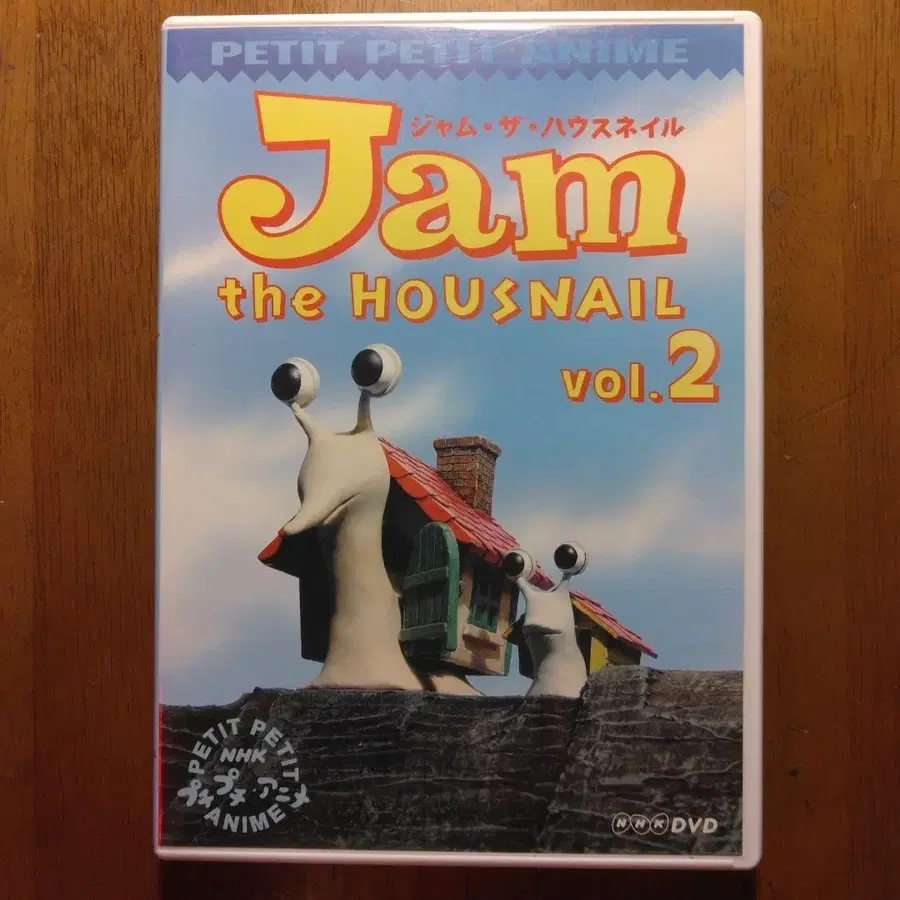 PETIT PETIT ANIME
ジャム・ザ・ハウスネイル
Jam
the HOUSNAIL
vol.2
PETIT PETIT
NHK
プチプチ・アニメ
ANIME
NHK DVD